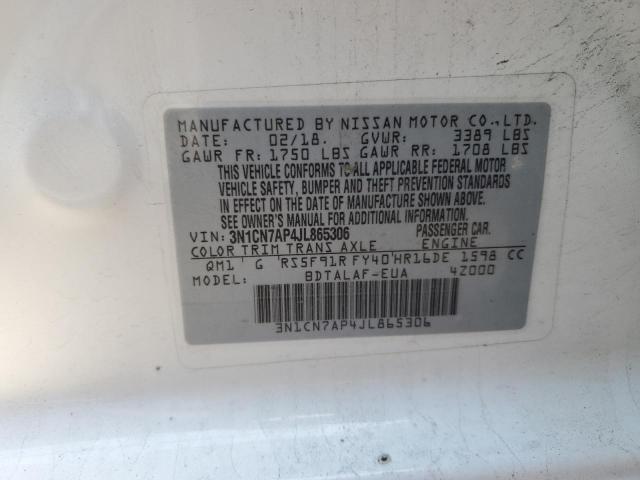 MANUFACTURED BY NISSAN MOTOR CO.,LTD.
DATE: 02/18. GVWR: 3389 LBS
GAWR FR: 1750 LBS GAWR RR: 1708 LBS
THIS VEHICLE CONFORMS TO ALL APPLICABLE FEDERAL MOTOR
VEHICLE SAFETY, BUMPER AND THEFT PREVENTION STANDARDS
IN EFFECT ON THE DATE OF MANUFACTURE SHOWN ABOVE.
SEE OWNER'S MANUAL FOR ADDITIONAL INFORMATION.
VIN: 3N1CN7AP4JL865306 PASSENGER CAR.
COLOR TRIM TRANS AXLE ENGINE
QM1 G RS5F91R FY40 HR16DE 1598 CC
MODEL: BDTALAF-EUA 4Z000
3N1CN7AP4JL865306